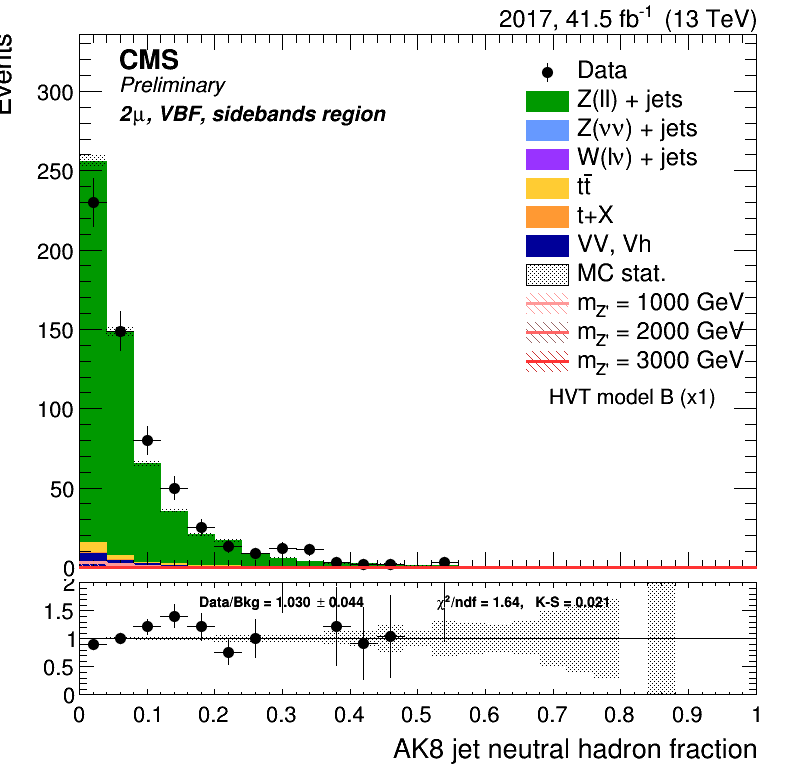 2017, 41.5 fb⁻¹ (13 TeV)
Events
CMS
Preliminary
2μ, VBF, sidebands region
Data
Z(ll) + jets
Z(νν) + jets
W(lν) + jets
tt̄
t+X
VV, Vh
MC stat.
m_Z' = 1000 GeV
m_Z' = 2000 GeV
m_Z' = 3000 GeV
HVT model B (x1)
300
250
200
150
100
50
0
2
1.5
1
0.5
0
Data/Bkg = 1.030 ± 0.044
χ²/ndf = 1.64, K-S = 0.021
0 0.1 0.2 0.3 0.4 0.5 0.6 0.7 0.8 0.9 1
AK8 jet neutral hadron fraction